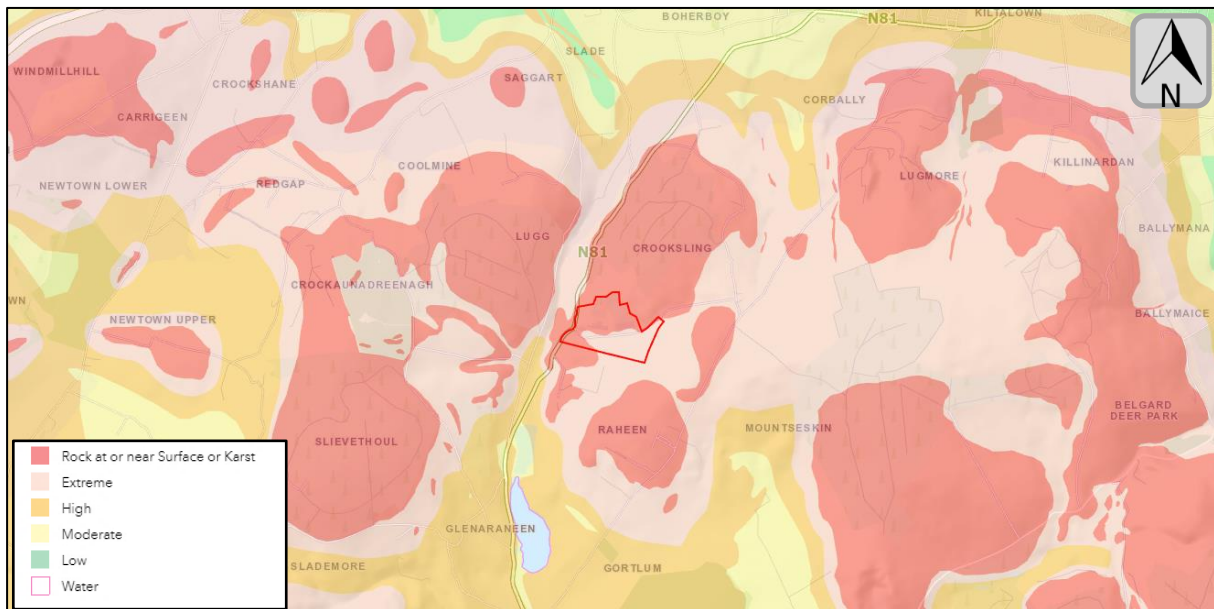 BOHERBOY
N81
KILTALOWN
SLADE
WINDMILLHILL
CROCKSHANE
SAGGART
N
CORBALLY
CARRIGEEN
COOLMINE
KILLINARDAN
NEWTOWN LOWER
REDGAP
LUGMORE
BALLYMANA
LUGG
N81
CROOKSLING
CROCKAUNADREENAGH
WN
NEWTOWN UPPER
BALLYMAICE
BELGARD
DEER PARK
RAHEEN
MOUNTSESKIN
SLIEVETHOUL
GLENARANEEN
SLADEMORE
GORTLUM
Rock at or near Surface or Karst
Extreme
High
Moderate
Low
Water